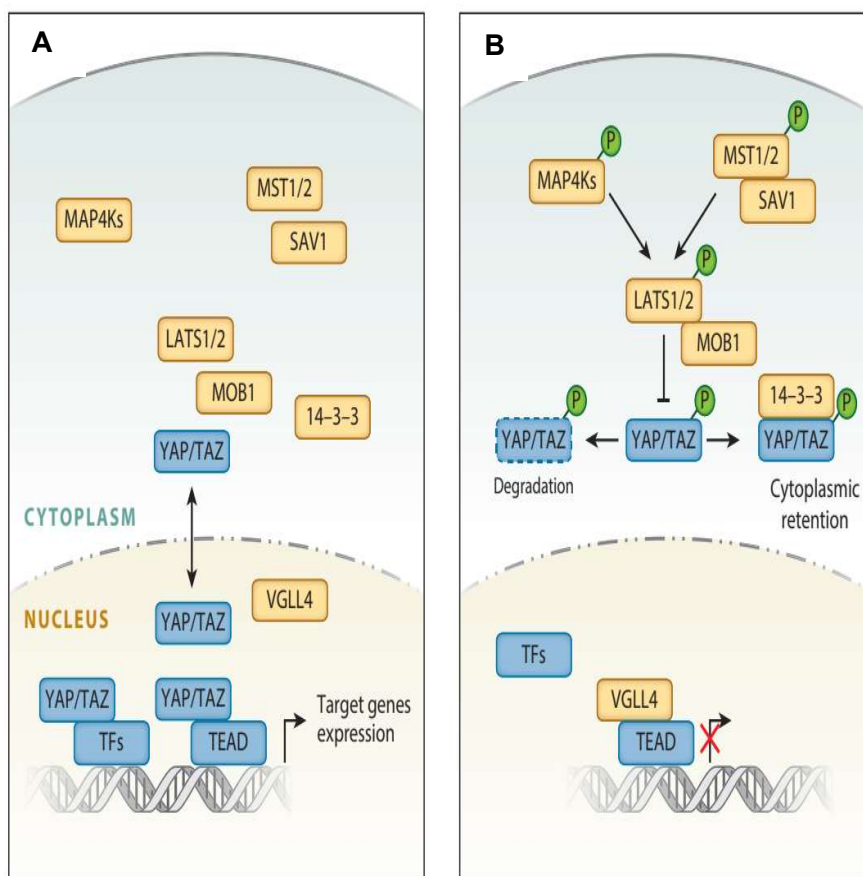 A
MAP4Ks
MST1/2
SAV1
LATS1/2
MOB1
14–3–3
YAP/TAZ
CYTOPLASM
NUCLEUS
YAP/TAZ
VGLL4
YAP/TAZ
YAP/TAZ
TFs
TEAD
Target genes
expression
B
P
MAP4Ks
P
MST1/2
SAV1
P
LATS1/2
MOB1
P
YAP/TAZ
Degradation
P
YAP/TAZ
14–3–3
P
YAP/TAZ
Cytoplasmic
retention
TFs
VGLL4
TEAD